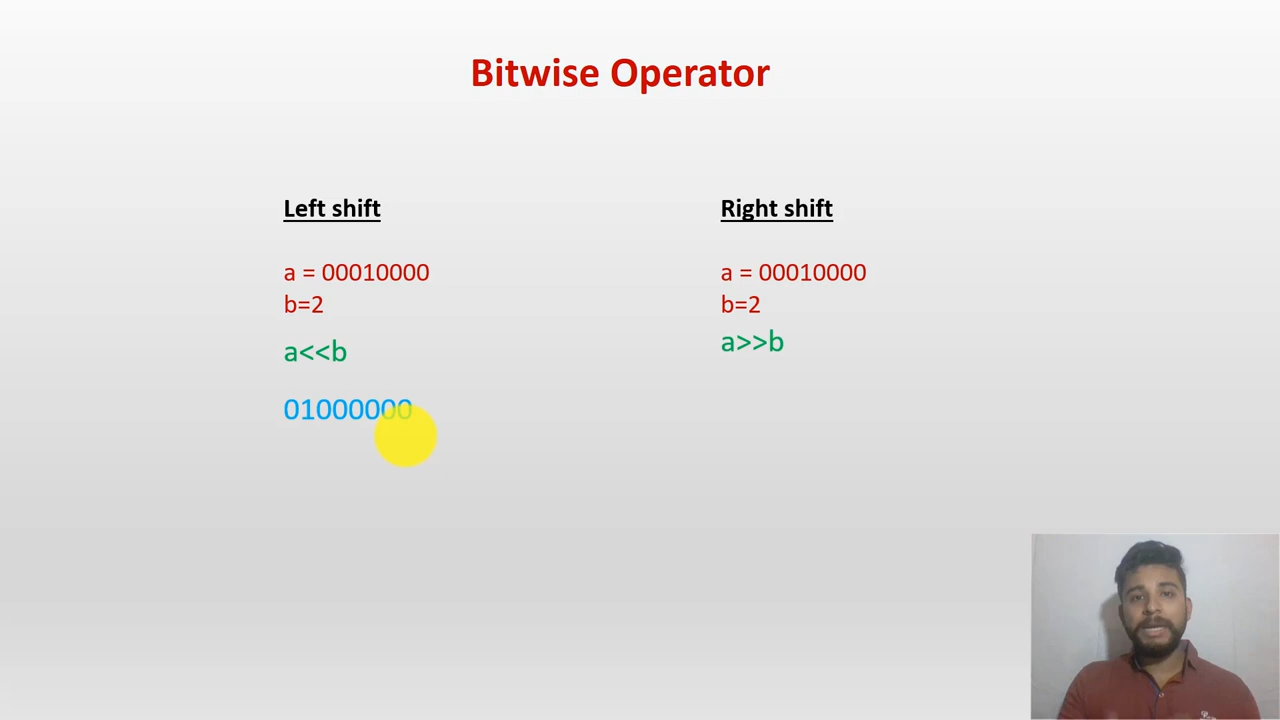 Bitwise Operator
Left shift
a = 00010000
b=2
a<<b
01000000
Right shift
a = 00010000
b=2
a>>b